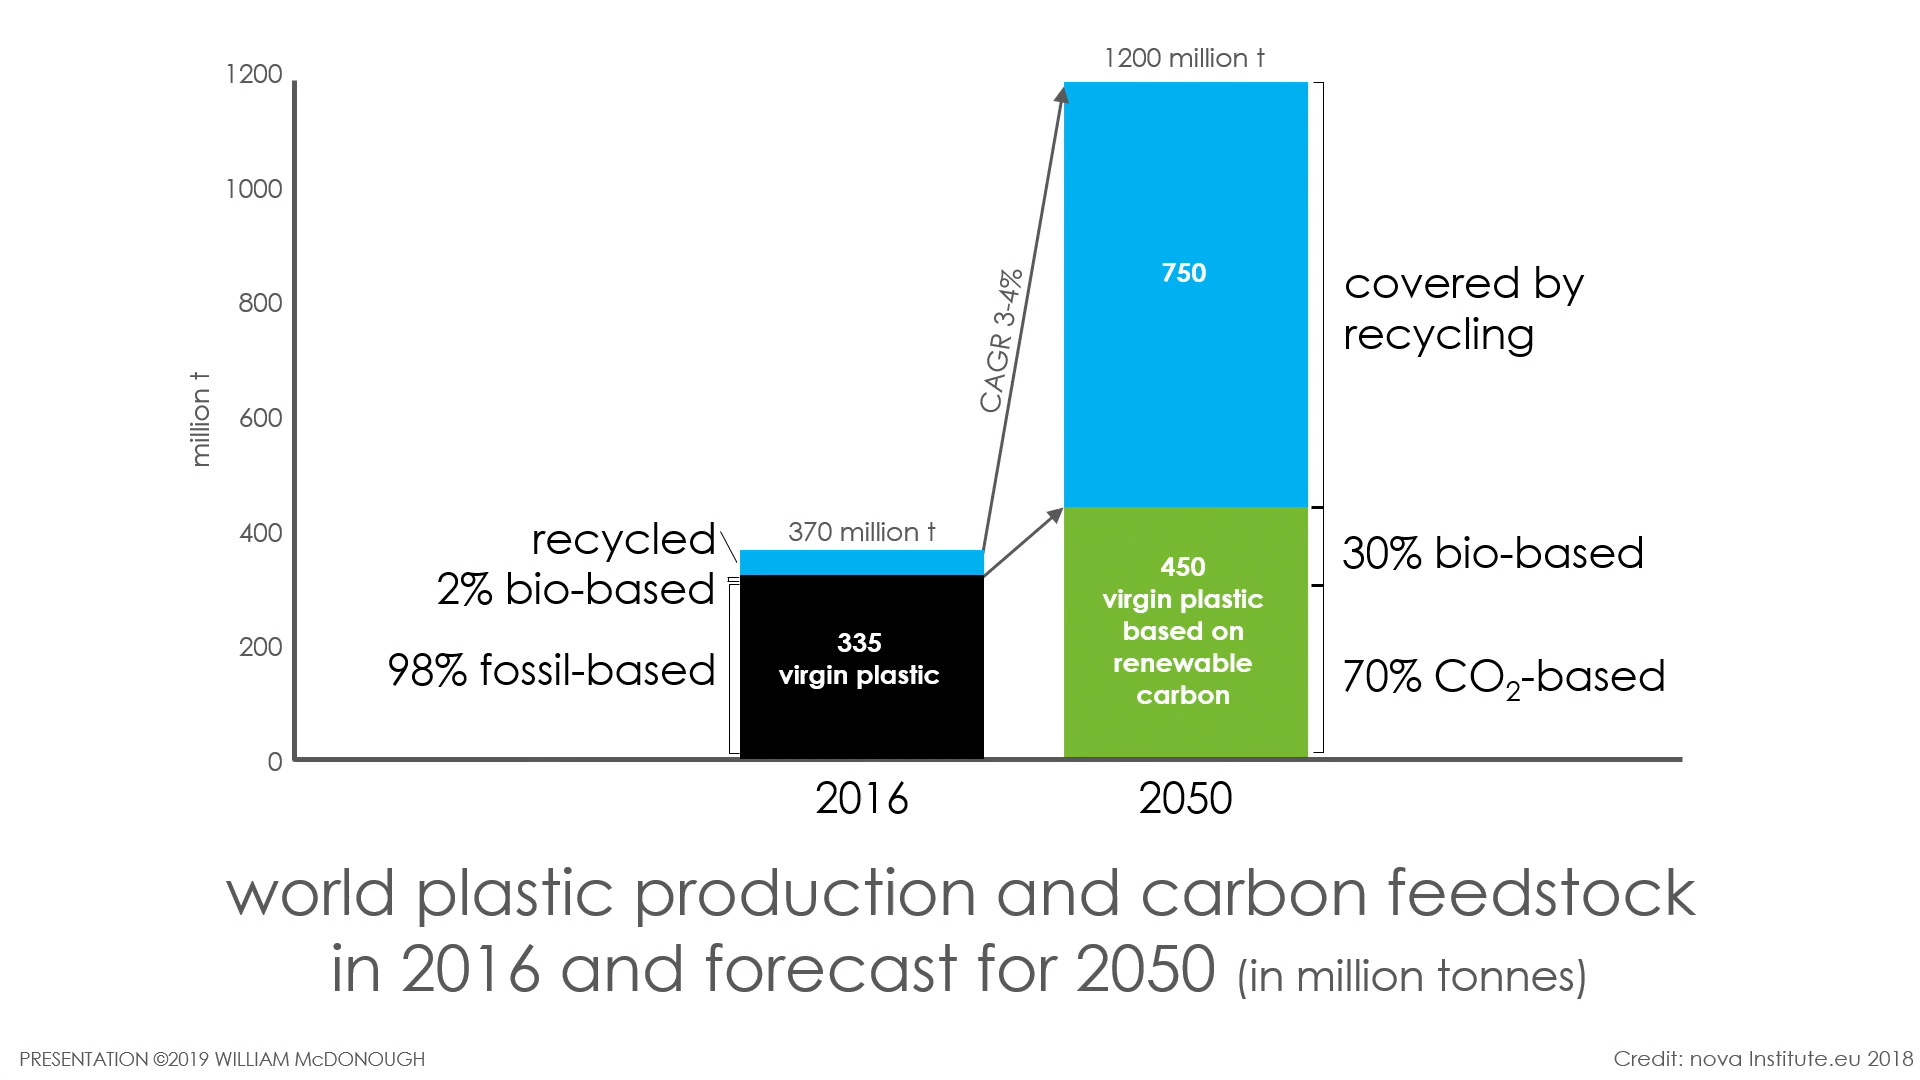 1200 million t
1200
1000
800
600
400
200
0
million t
CAGR 3-4%
750
covered by
recycling
370 million t
recycled
2% bio-based
98% fossil-based
335
virgin plastic
450
virgin plastic
based on
renewable
carbon
30% bio-based
70% CO₂-based
2016
2050
world plastic production and carbon feedstock
in 2016 and forecast for 2050 (in million tonnes)
PRESENTATION ©2019 WILLIAM McDONOUGH
Credit: nova Institute.eu 2018